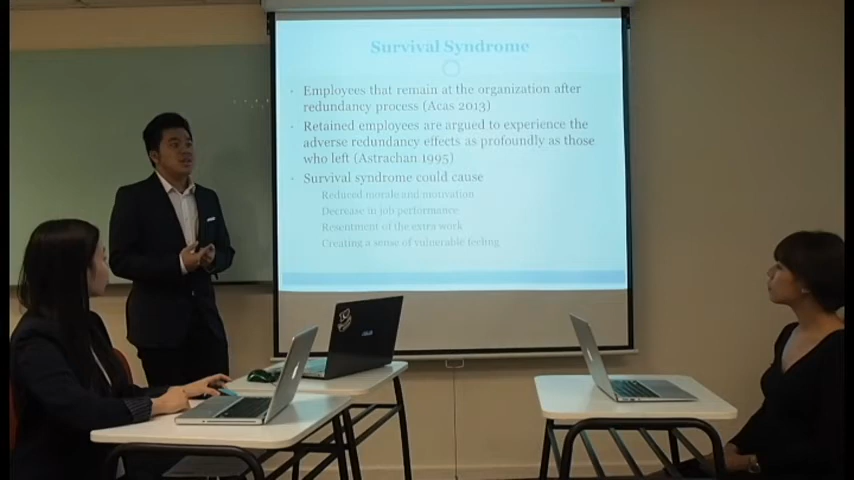 Survival Syndrome
· Employees that remain at the organization after
redundancy process (Acas 2013)
· Retained employees are argued to experience the
adverse redundancy effects as profoundly as those
who left (Astrachan 1995)
· Survival syndrome could cause
Reduced morale and motivation
Decrease in job performance
Resentment of the extra work
Creating a sense of vulnerable feeling
ASUS